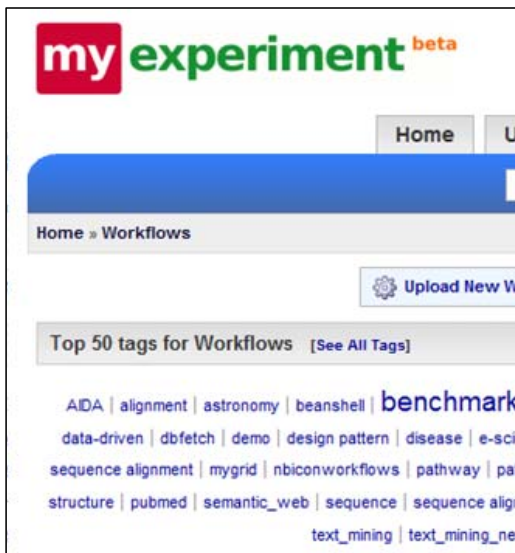 my experiment beta
Home U
Home » Workflows
Upload New W
Top 50 tags for Workflows [See All Tags]
AIDA | alignment | astronomy | beanshell | benchmark
data-driven | dbfetch | demo | design pattern | disease | e-sci
sequence alignment | mygrid | nbiconworkflows | pathway | pa
structure | pubmed | semantic_web | sequence | sequence alig
text_mining | text_mining_ne